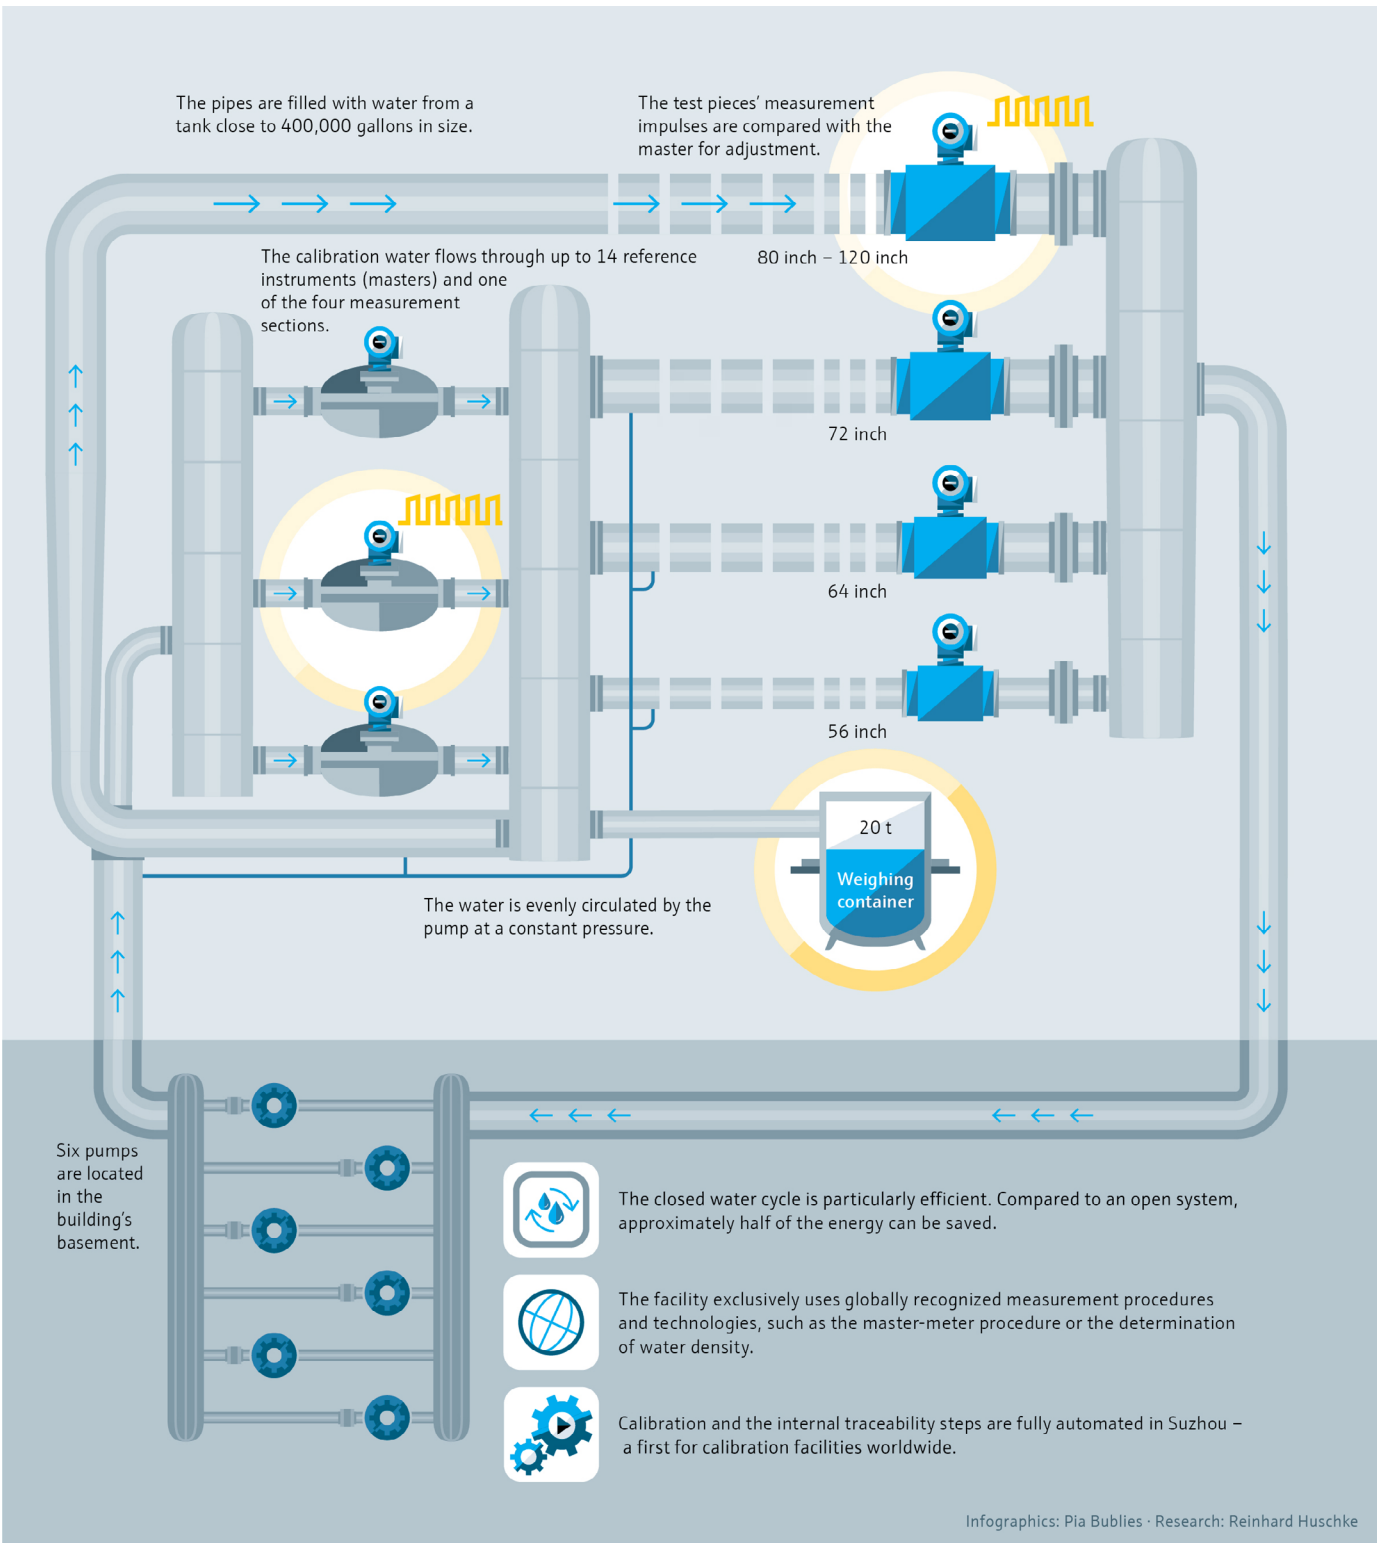 The pipes are filled with water from a
tank close to 400,000 gallons in size.
The test pieces’ measurement
impulses are compared with the
master for adjustment.
The calibration water flows through up to 14 reference
instruments (masters) and one
of the four measurement
sections.
80 inch – 120 inch
72 inch
64 inch
56 inch
20 t
Weighing
container
The water is evenly circulated by the
pump at a constant pressure.
Six pumps
are located
in the
building’s
basement.
The closed water cycle is particularly efficient. Compared to an open system,
approximately half of the energy can be saved.
The facility exclusively uses globally recognized measurement procedures
and technologies, such as the master-meter procedure or the determination
of water density.
Calibration and the internal traceability steps are fully automated in Suzhou –
a first for calibration facilities worldwide.
Infographics: Pia Bublies · Research: Reinhard Huschke